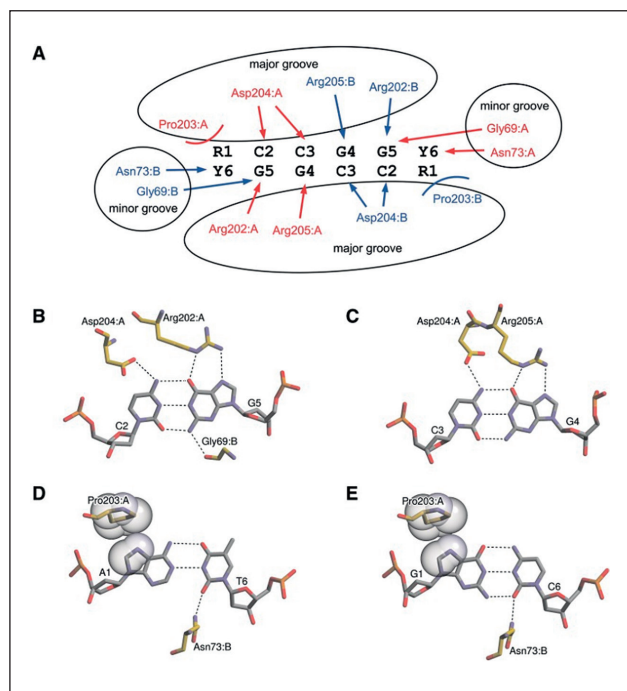 A
major groove
Arg205:B
Arg202:B
Asp204:A
minor groove
Pro203:A
Gly69:A
R1 C2 C3 G4 G5 Y6
Asn73:A
Asn73:B
Y6 G5 G4 C3 C2 R1
Gly69:B
minor groove
Pro203:B
Asp204:B
Arg202:A
Arg205:A
major groove
B
C
Asp204:A
Arg202:A
Asp204:A
Arg205:A
C2
G5
C3
G4
Gly69:B
D
E
Pro203:A
Pro203:A
A1
T6
G1
C6
Asn73:B
Asn73:B